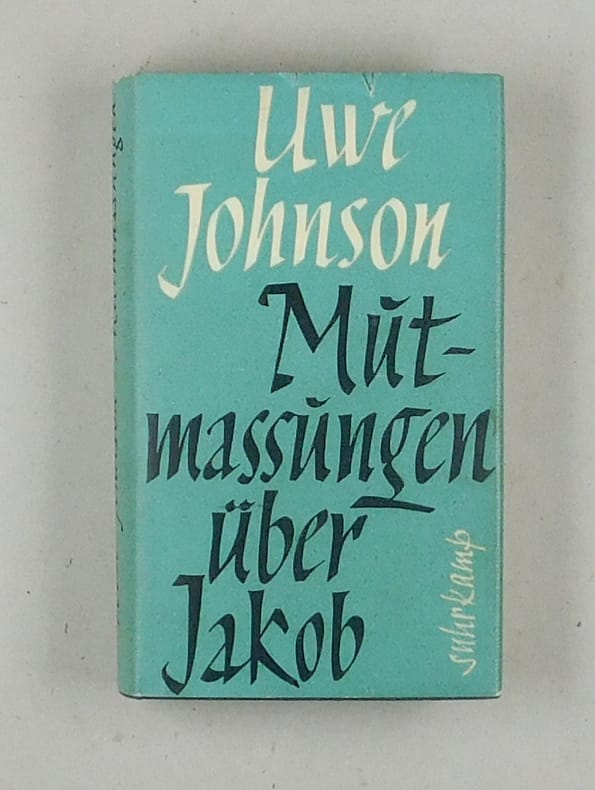 Uwe
Johnson
Mut-
massungen
über
Jakob
suhrkamp